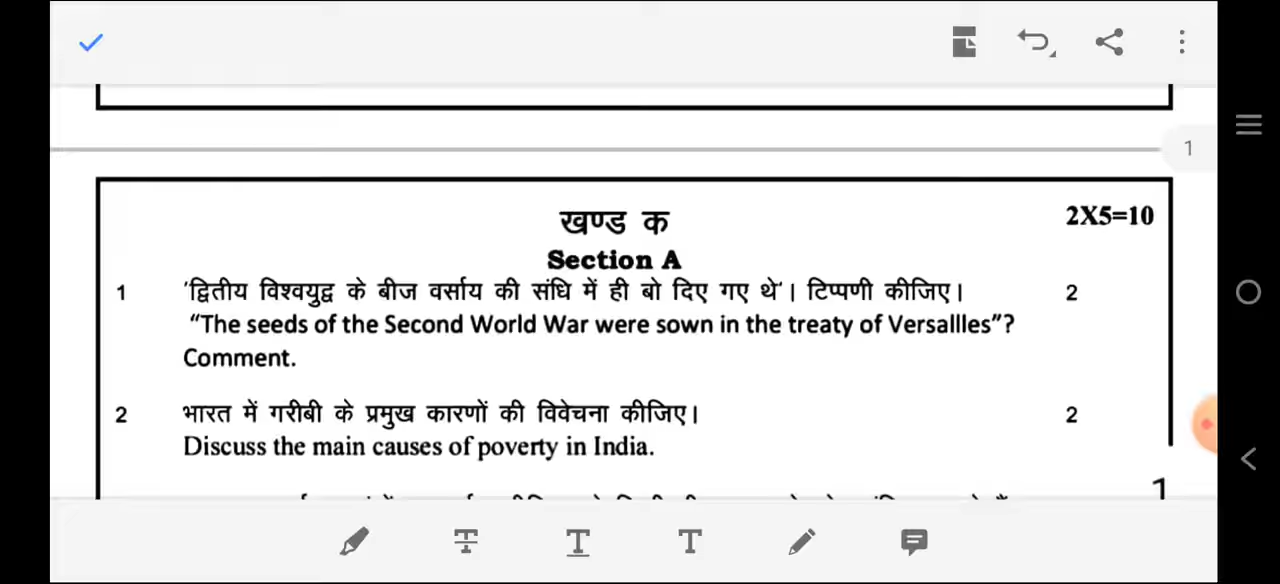 1
खण्ड क
2X5=10
Section A
1 'द्वितीय विश्वयुद्व के बीज वर्साय की संधि में ही बो दिए गए थे'। टिप्पणी कीजिए। 2
“The seeds of the Second World War were sown in the treaty of Versallles”?
Comment.
2 भारत में गरीबी के प्रमुख कारणों की विवेचना कीजिए। 2
Discuss the main causes of poverty in India.
1